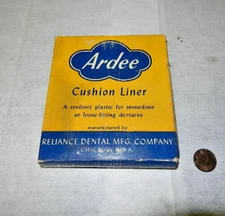 Ardee
Cushion Liner
A resilient plastic for immediate
or loose-fitting dentures
manufactured by
RELIANCE DENTAL MFG. COMPANY
CHICAGO, U.S.A.